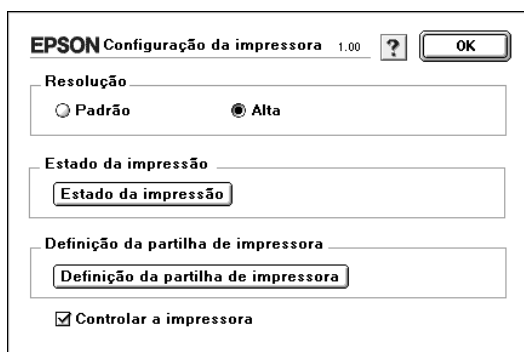 EPSON Configuração da impressora 1.00 ? OK
Resolução
Padrão Alta
Estado da impressão
Estado da impressão
Definição da partilha de impressora
Definição da partilha de impressora
Controlar a impressora